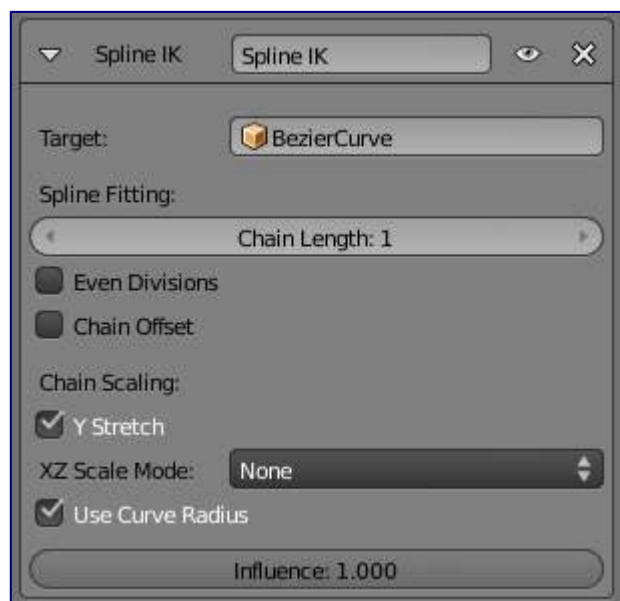 Spline IK Spline IK
Target: BezierCurve
Spline Fitting:
Chain Length: 1
Even Divisions
Chain Offset
Chain Scaling:
Y Stretch
XZ Scale Mode: None
Use Curve Radius
Influence: 1.000